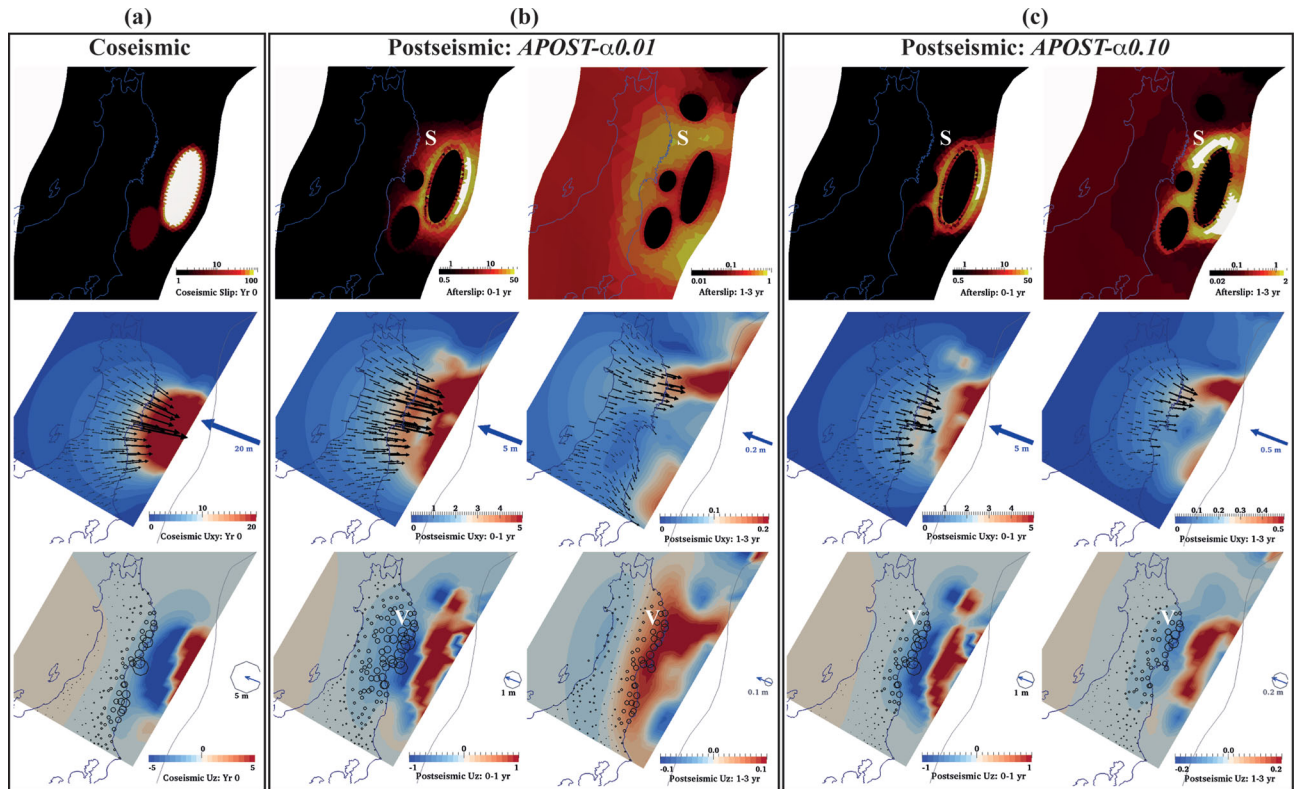 (a) (b) (c)
Coseismic Postseismic: APOST-α0.01 Postseismic: APOST-α0.10
S S S S
10
1 100
Coseismic Slip: Yr 0
1 10
0.5 50
Afterslip: 0-1 yr
0.1
0.01 1
Afterslip: 1-3 yr
1 10
0.5 50
Afterslip: 0-1 yr
0.1 1
0.02 2
Afterslip: 1-3 yr
20 m 5 m 0.2 m 5 m 0.5 m
10
0 20
Coseismic Uxy: Yr 0
1 2 3 4
0 5
Postseismic Uxy: 0-1 yr
0.1
0 0.2
Postseismic Uxy: 1-3 yr
1 2 3 4
0 5
Postseismic Uxy: 0-1 yr
0.1 0.2 0.3 0.4
0 0.5
Postseismic Uxy: 1-3 yr
V V V V
5 m 1 m 0.1 m 1 m 0.2 m
0
-5 5
Coseismic Uz: Yr 0
0
-1 1
Postseismic Uz: 0-1 yr
0.0
-0.1 0.1
Postseismic Uz: 1-3 yr
0
-1 1
Postseismic Uz: 0-1 yr
0.0
-0.2 0.2
Postseismic Uz: 1-3 yr